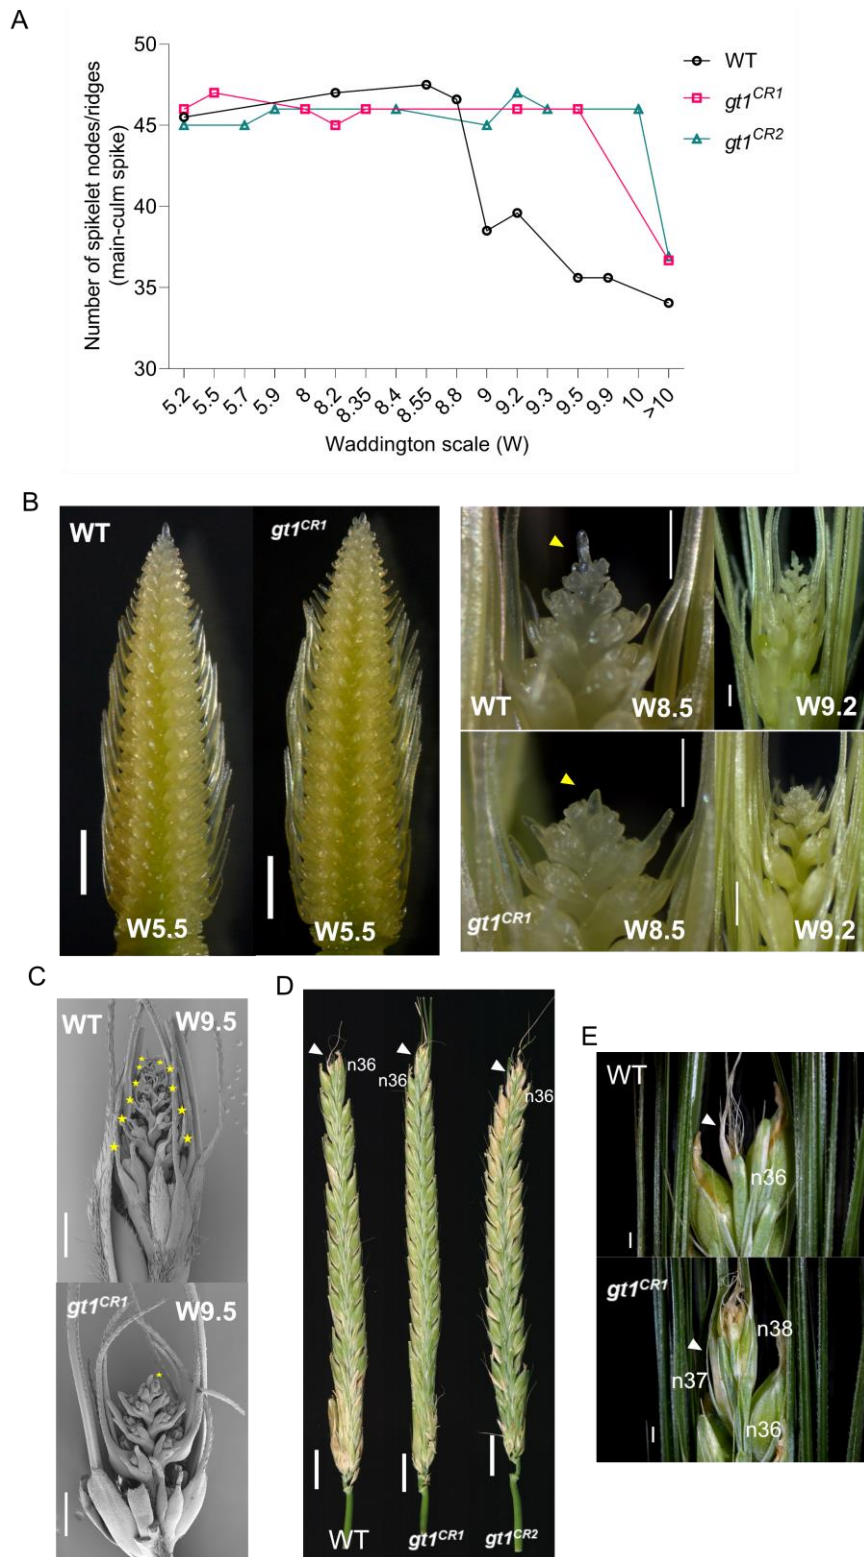 A
50
45
40
35
30
Number of spikelet nodes/ridges
(main-culm spike)
5.2
5.5
5.7
5.9
8
8.2
8.35
8.4
8.55
8.8
9
9.2
9.3
9.5
9.9
10
>10
Waddington scale (W)
WT
gt1CR1
gt1CR2
B
WT
W5.5
gt1CR1
W5.5
WT
W8.5
W9.2
gt1CR1
W8.5
W9.2
C
WT
W9.5
gt1CR1
W9.5
D
n36
n36
n36
WT
gt1CR1
gt1CR2
E
WT
n36
gt1CR1
n38
n37
n36